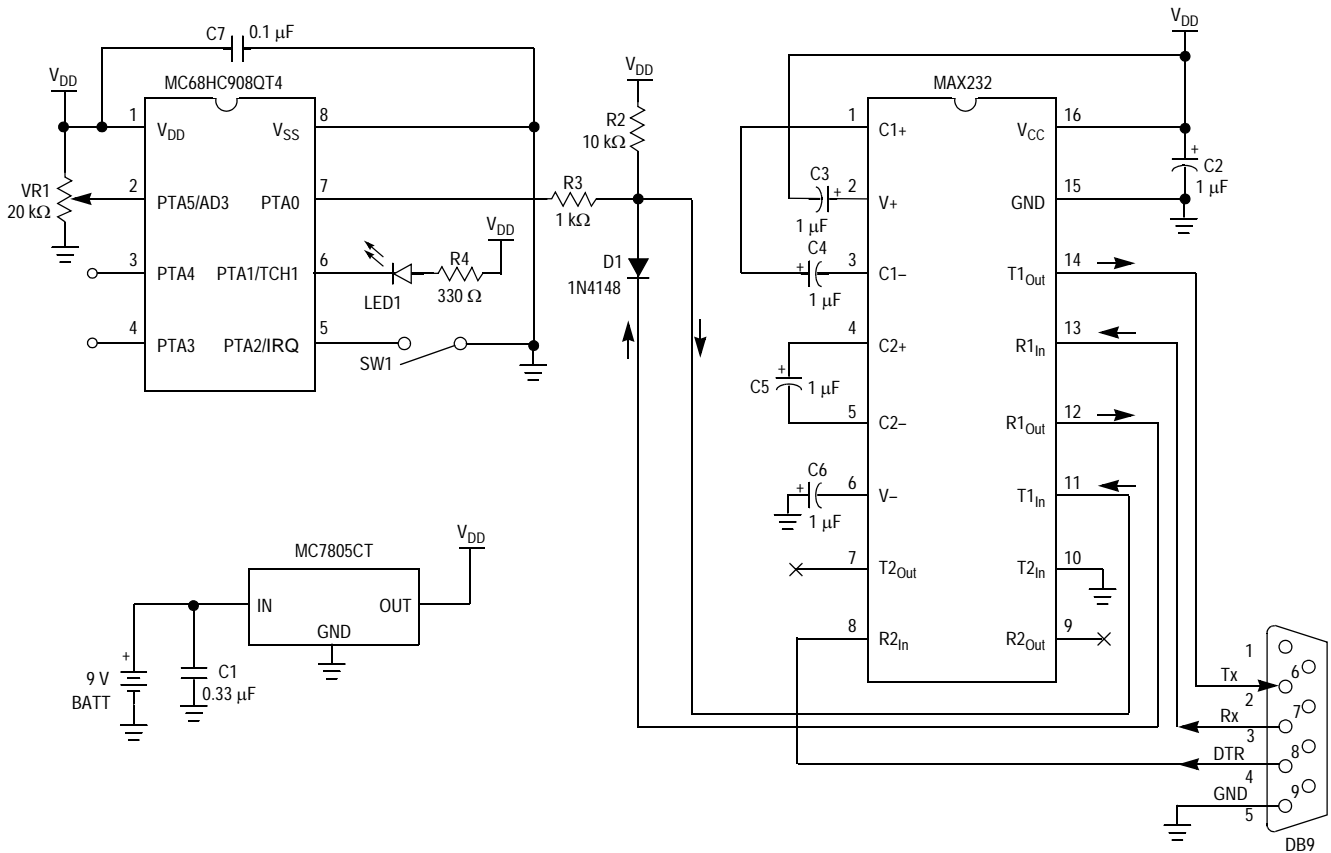 C7
0.1 µF
VDD
MC68HC908QT4
1
VDD
VSS
8
VR1
20 kΩ
2
PTA5/AD3
PTA0
7
3
PTA4
PTA1/TCH1
6
4
PTA3
PTA2/IRQ
5
LED1
R4
330 Ω
VDD
SW1
VDD
R2
10 kΩ
R3
1 kΩ
D1
1N4148
VDD
MAX232
1
C1+
VCC
16
+
C2
1 µF
C3
+
1 µF
2
V+
GND
15
C4
+
1 µF
3
C1–
T1Out
14
4
C2+
R1In
13
+
C5
1 µF
5
C2–
R1Out
12
C6
+
1 µF
6
V–
T1In
11
7
T2Out
T2In
10
8
R2In
R2Out
9
MC7805CT
VDD
IN
OUT
GND
+
9 V
BATT
C1
0.33 µF
1
6
Tx
2
7
Rx
3
8
DTR
4
9
GND
5
DB9